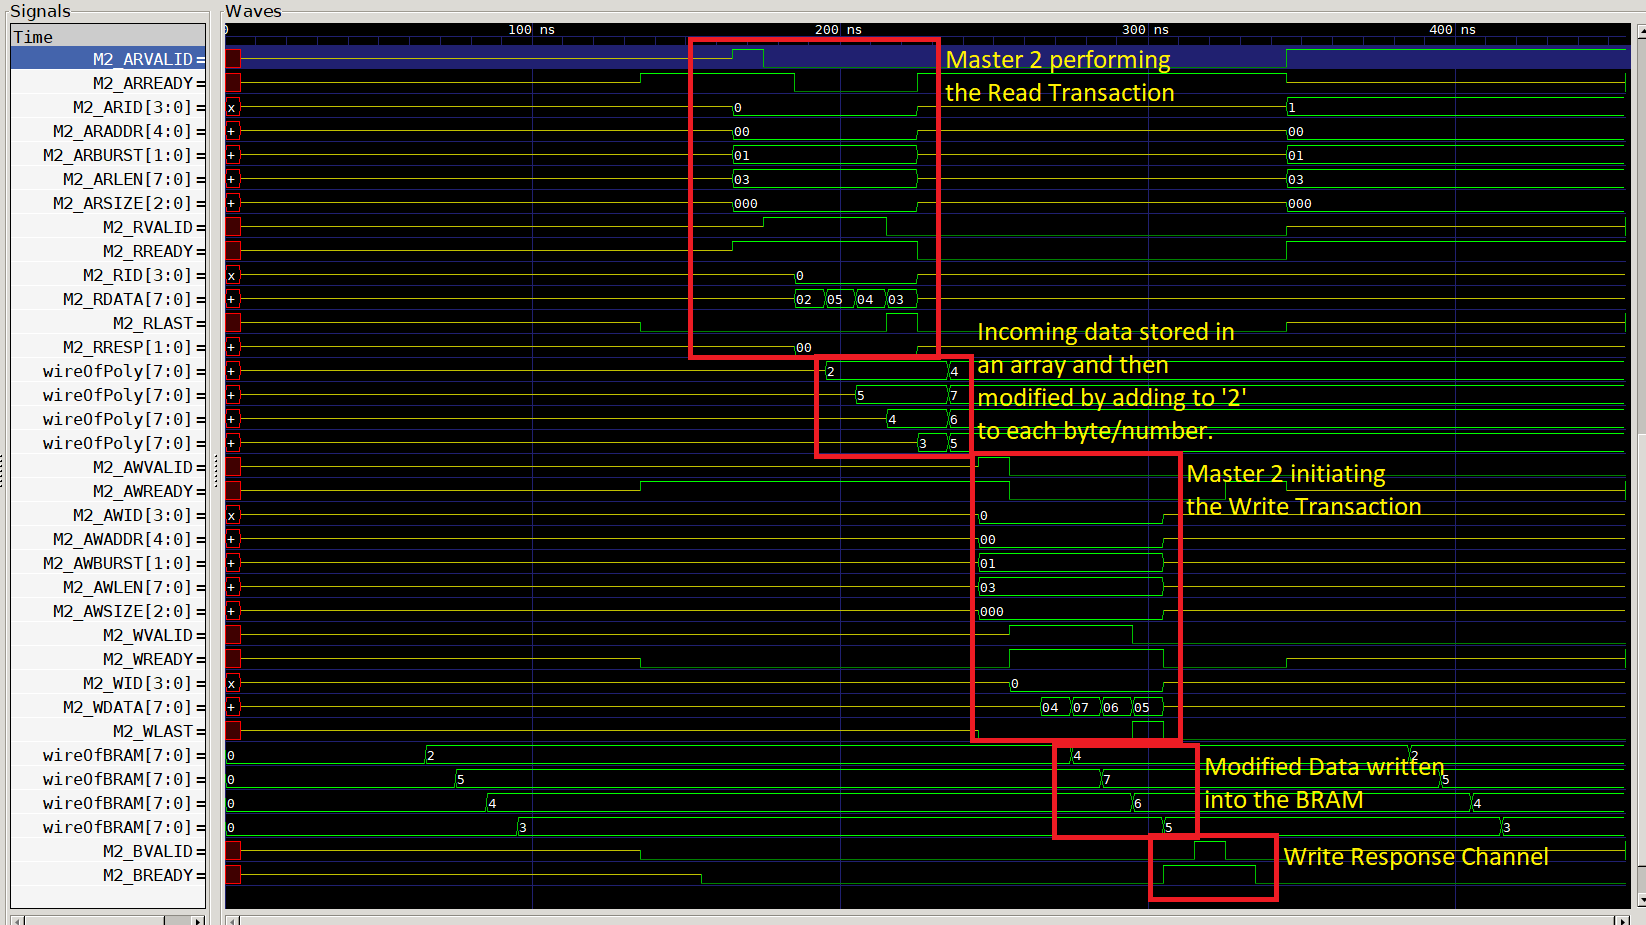 Signals
Waves
Time
0 100 ns 200 ns 300 ns 400 ns
M2_ARVALID =
M2_ARREADY =
M2_ARID[3:0] = x 0 1
M2_ARADDR[4:0] = + 00 00
M2_ARBURST[1:0] = + 01 01
M2_ARLEN[7:0] = + 03 03
M2_ARSIZE[2:0] = + 000 000
M2_RVALID =
M2_RREADY =
M2_RID[3:0] = x 0
M2_RDATA[7:0] = + 02 05 04 03
M2_RLAST =
M2_RRESP[1:0] = + 00
wireOfPoly[7:0] = + 2 4
wireOfPoly[7:0] = + 5 7
wireOfPoly[7:0] = + 4 6
wireOfPoly[7:0] = + 3 5
M2_AWVALID =
M2_AWREADY =
M2_AWID[3:0] = x 0
M2_AWADDR[4:0] = + 00
M2_AWBURST[1:0] = + 01
M2_AWLEN[7:0] = + 03
M2_AWSIZE[2:0] = + 000
M2_WVALID =
M2_WREADY =
M2_WID[3:0] = x 0
M2_WDATA[7:0] = + 04 07 06 05
M2_WLAST =
wireOfBRAM[7:0] = 0 2 4 2
wireOfBRAM[7:0] = 0 5 7 5
wireOfBRAM[7:0] = 0 4 6 4
wireOfBRAM[7:0] = 0 3 5 3
M2_BVALID =
M2_BREADY =
Master 2 performing
the Read Transaction
Incoming data stored in
an array and then
modified by adding to '2'
to each byte/number.
Master 2 initiating
the Write Transaction
Modified Data written
into the BRAM
Write Response Channel